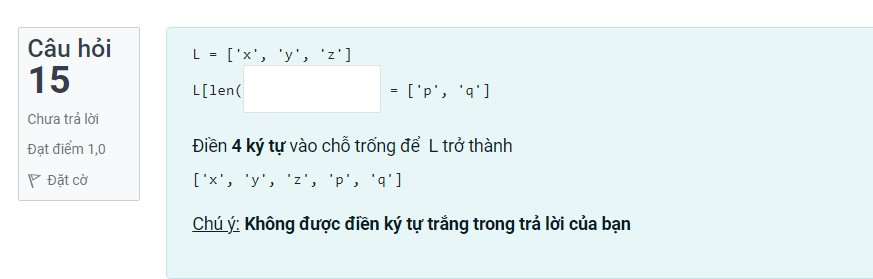 Câu hỏi
15
Chưa trả lời
Đạt điểm 1,0
Đặt cờ
L = ['x', 'y', 'z']
L[len( = ['p', 'q']
Điền 4 ký tự vào chỗ trống để L trở thành
['x', 'y', 'z', 'p', 'q']
Chú ý: Không được điền ký tự trắng trong trả lời của bạn